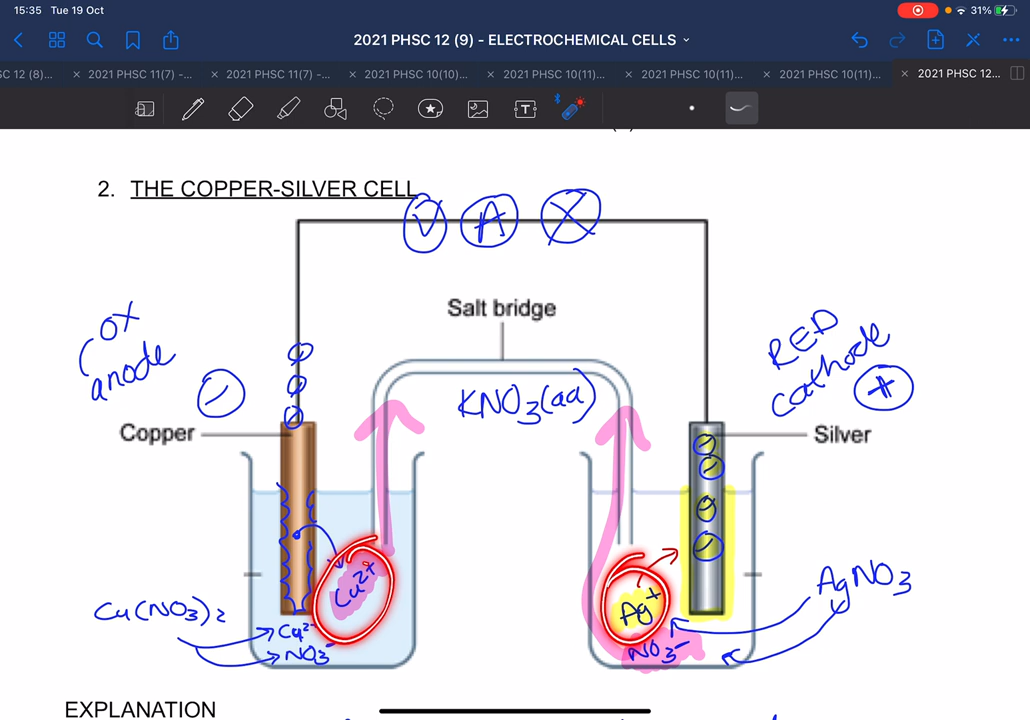 15:35 Tue 19 Oct
31%
2021 PHSC 12 (9) - ELECTROCHEMICAL CELLS
SC 12 (8)...
2021 PHSC 11(7) -...
2021 PHSC 11(7) -...
2021 PHSC 10(10)...
2021 PHSC 10(11)...
2021 PHSC 10(11)...
2021 PHSC 10(11)...
2021 PHSC 12...
2. THE COPPER-SILVER CELL
V A
Salt bridge
OX
anode
−
RED
cathode
+
KNO3(aq)
Copper
Silver
Cu2+
Ag+
AgNO3
Cu(NO3)2
Cu2+
NO3−
NO3−
EXPLANATION